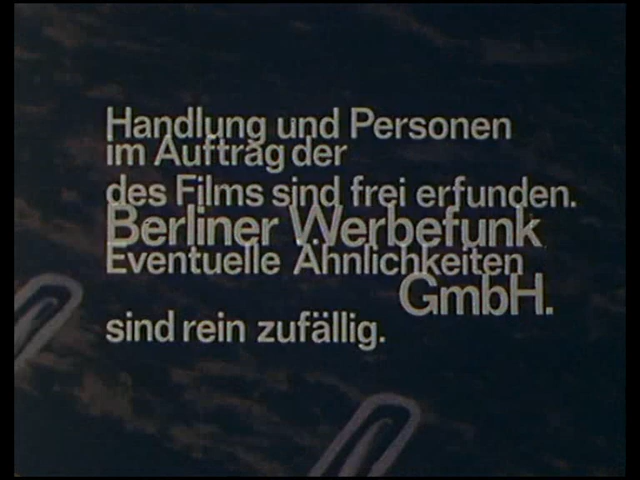 Handlung und Personen
im Auftrag der
des Films sind frei erfunden.
Berliner Werbefunk
Eventuelle Ähnlichkeiten
GmbH.
sind rein zufällig.